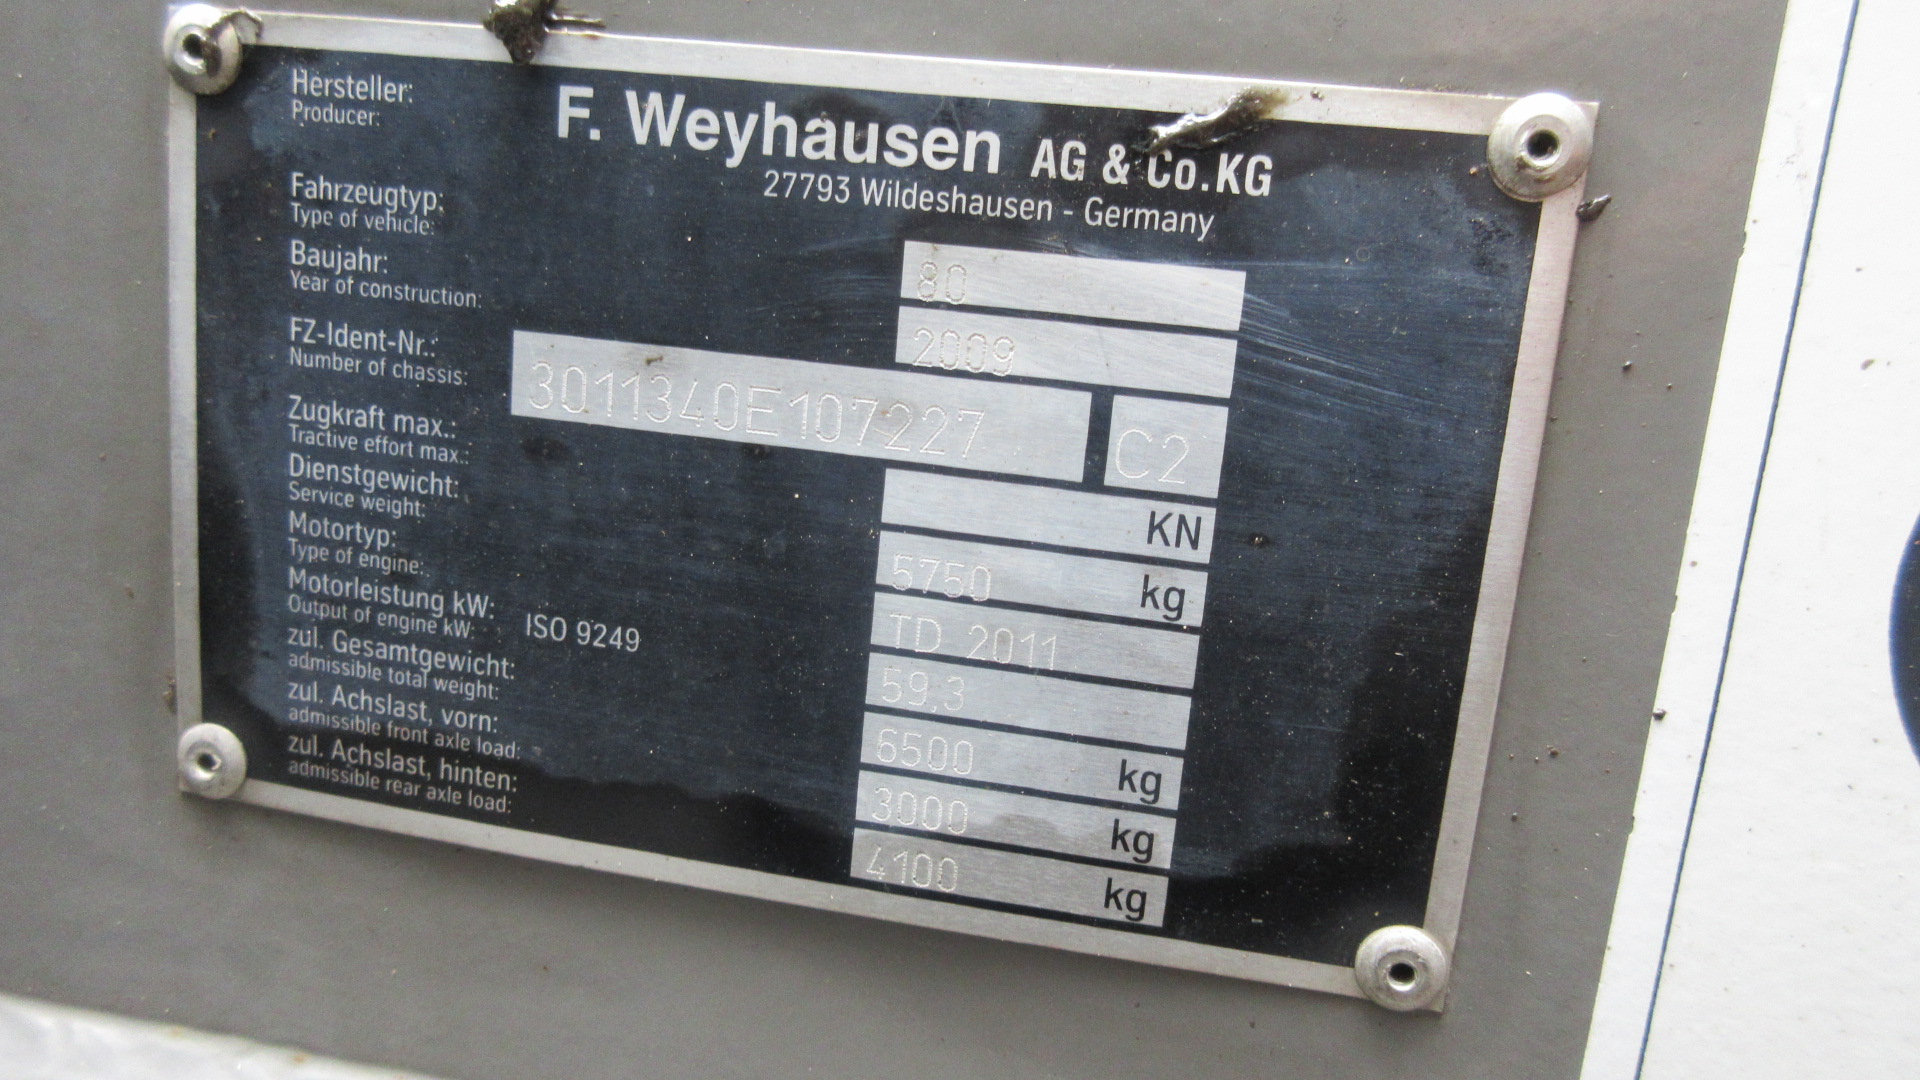 Hersteller:
Producer:
F. Weyhausen AG & Co.KG
27793 Wildeshausen - Germany
Fahrzeugtyp:
Type of vehicle:
80
Baujahr:
Year of construction:
2009
FZ-Ident-Nr.:
Number of chassis:
3011340E107227 C2
Zugkraft max.:
Tractive effort max.:
KN
Dienstgewicht:
Service weight:
5750 kg
Motortyp:
Type of engine:
TD 2011
Motorleistung kW:
Output of engine kW:
ISO 9249
59,3
zul. Gesamtgewicht:
admissible total weight:
6500 kg
zul. Achslast, vorn:
admissible front axle load:
3000 kg
zul. Achslast, hinten:
admissible rear axle load:
4100 kg